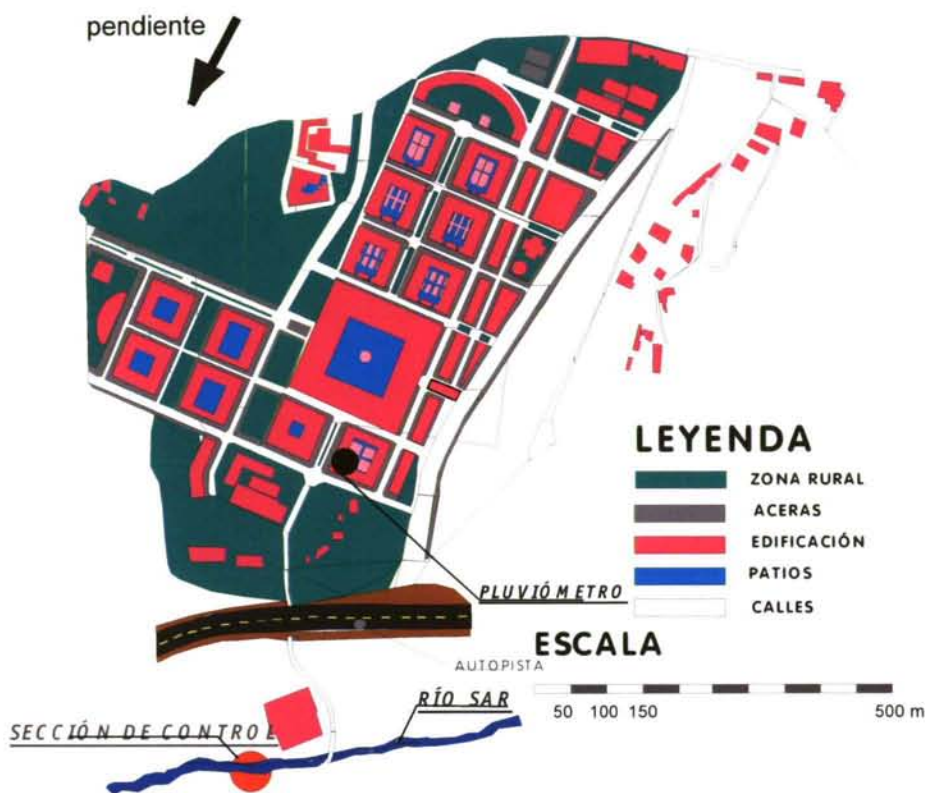 pendiente
LEYENDA
ZONA RURAL
ACERAS
EDIFICACIÓN
PATIOS
CALLES
PLUVIÓMETRO
ESCALA
50 100 150 500 m
AUTOPISTA
RÍO SAR
SECCIÓN DE CONTROL